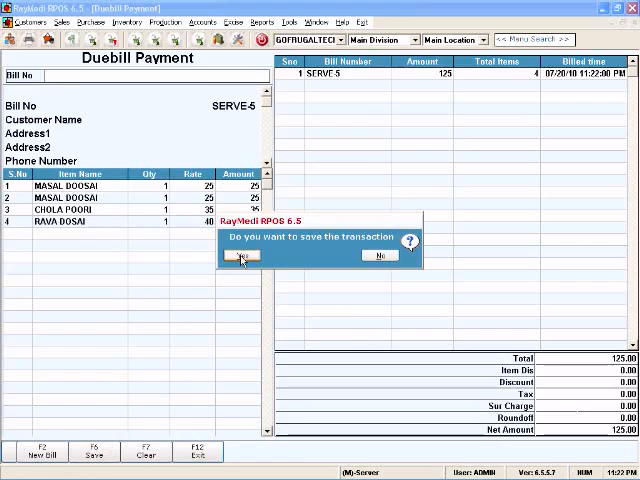 RayMedi RPOS 6.5 - [Duebill Payment]
Customers Sales Purchase Inventory Production Accounts Excise Reports Tools Window Help Exit
GOFRUGALTECI Main Division Main Location << Menu Search >>
Duebill Payment
Bill No
Bill No SERVE-5
Customer Name
Address1
Address2
Phone Number
S.No Item Name Qty Rate Amount
1 MASAL DOOSAI 1 25 25
2 MASAL DOOSAI 1 25 25
3 CHOLA POORI 1 35 35
4 RAVA DOSAI 1 40
Sno Bill Number Amount Total Items Billed time
1 SERVE-5 125 4 07/20/10 11:22:00 PM
RayMedi RPOS 6.5
Do you want to save the transaction
?
Yes No
Total 125.00
Item Dis 0.00
Discount 0.00
Tax 0.00
Sur Charge 0.00
Roundoff 0.00
Net Amount 125.00
F2 F6 F7 F12
New Bill Save Clear Exit
(M)-Server User: ADMIN Ver: 6.5.5.7 NUM 11:22 PM